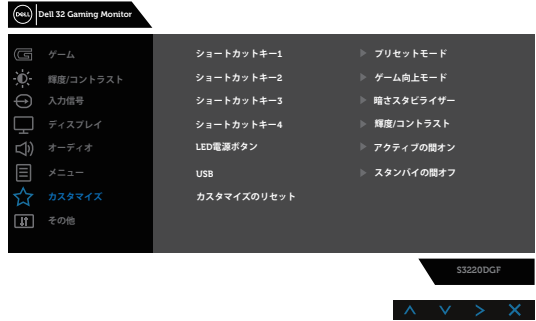 DELL Dell 32 Gaming Monitor
ゲーム
輝度/コントラスト
入力信号
ディスプレイ
オーディオ
メニュー
カスタマイズ
その他
ショートカットキー1 プリセットモード
ショートカットキー2 ゲーム向上モード
ショートカットキー3 暗さスタビライザー
ショートカットキー4 輝度/コントラスト
LED電源ボタン アクティブの間オン
USB スタンバイの間オフ
カスタマイズのリセット
S3220DGF